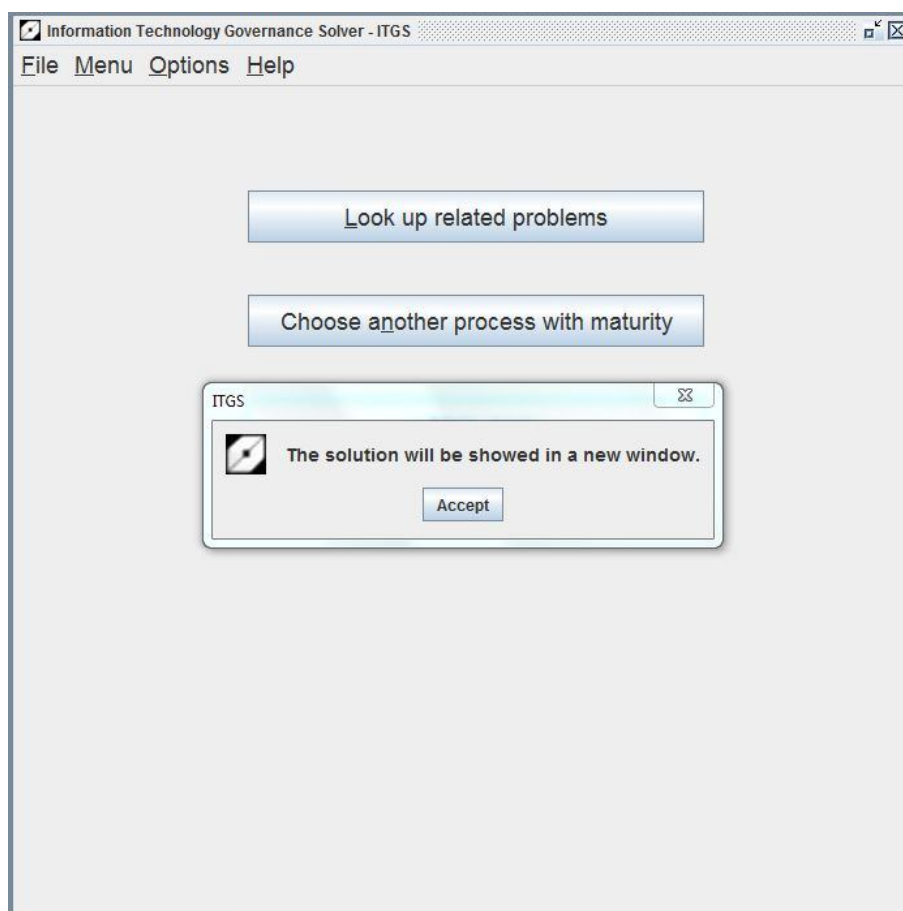 Information Technology Governance Solver - ITGS
File Menu Options Help
Look up related problems
Choose another process with maturity
ITGS
The solution will be showed in a new window.
Accept